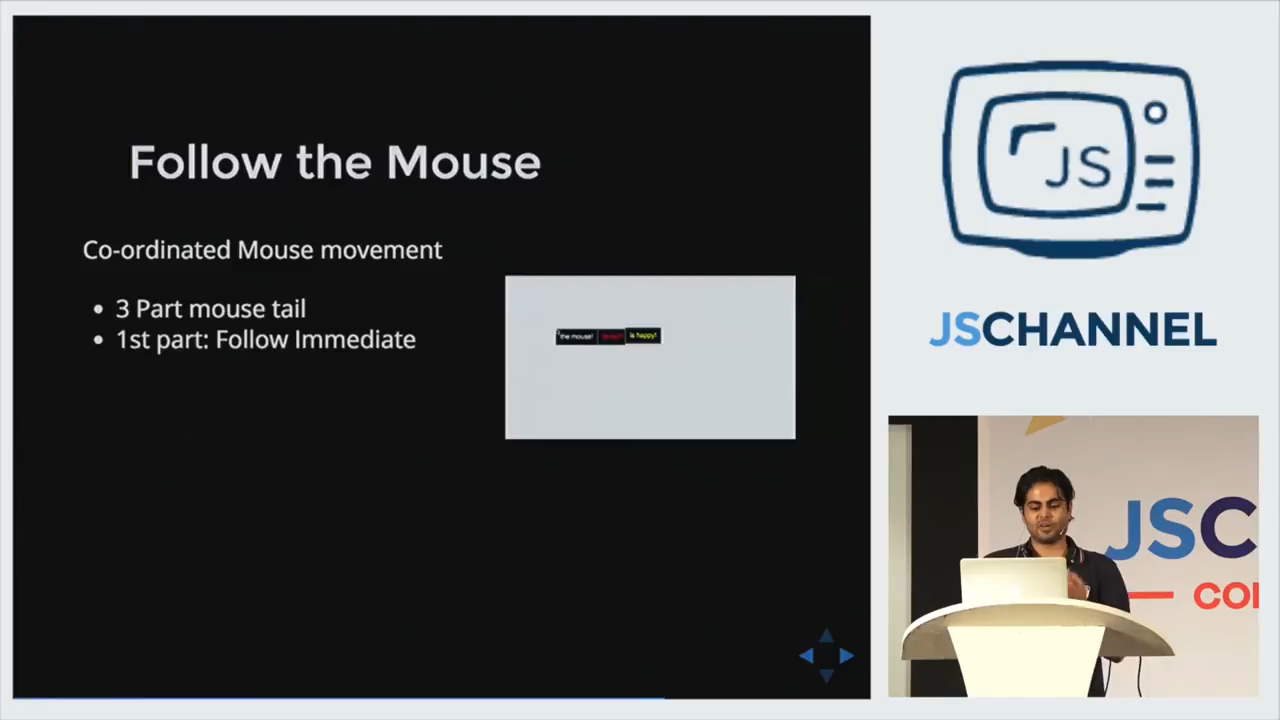 Follow the Mouse
Co-ordinated Mouse movement
3 Part mouse tail
1st part: Follow Immediate
the mouse! is happy!
JS
JSCHANNEL
JSC
COI